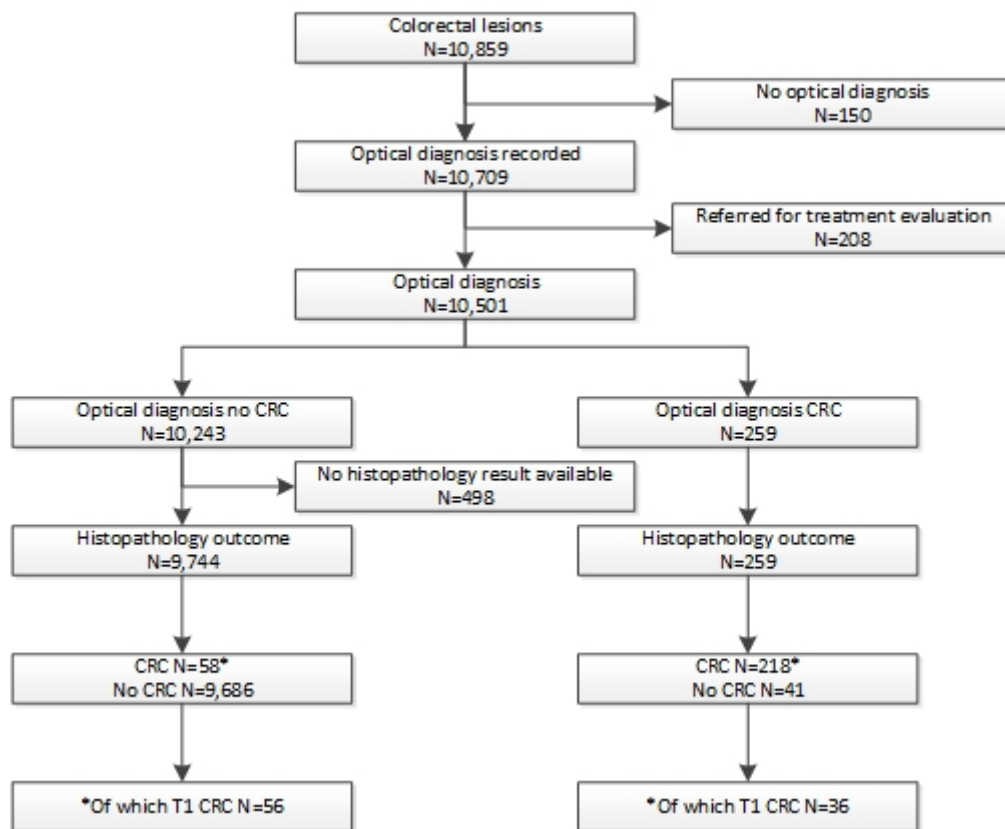 Colorectal lesions
N=10,859
No optical diagnosis
N=150
Optical diagnosis recorded
N=10,709
Referred for treatment evaluation
N=208
Optical diagnosis
N=10,501
Optical diagnosis no CRC
N=10,243
Optical diagnosis CRC
N=259
No histopathology result available
N=498
Histopathology outcome
N=9,744
Histopathology outcome
N=259
CRC N=58*
No CRC N=9,686
CRC N=218*
No CRC N=41
*Of which T1 CRC N=56
*Of which T1 CRC N=36